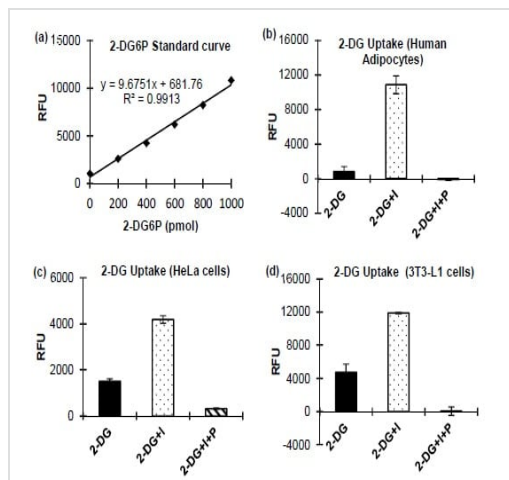 (a)
2-DG6P Standard curve
15000
10000
5000
0
RFU
y = 9.6751x + 681.76
R² = 0.9913
0 200 400 600 800 1000
2-DG6P (pmol)
(b)
2-DG Uptake (Human
Adipocytes)
12000
8000
4000
0
-4000
RFU
2-DG 2-DG+I 2-DG+I+P
(c)
2-DG Uptake (HeLa cells)
6000
4000
2000
0
RFU
2-DG 2-DG+I 2-DG+I+P
(d)
2-DG Uptake (3T3-L1 cells)
16000
12000
8000
4000
0
-4000
RFU
2-DG 2-DG+I 2-DG+I+P